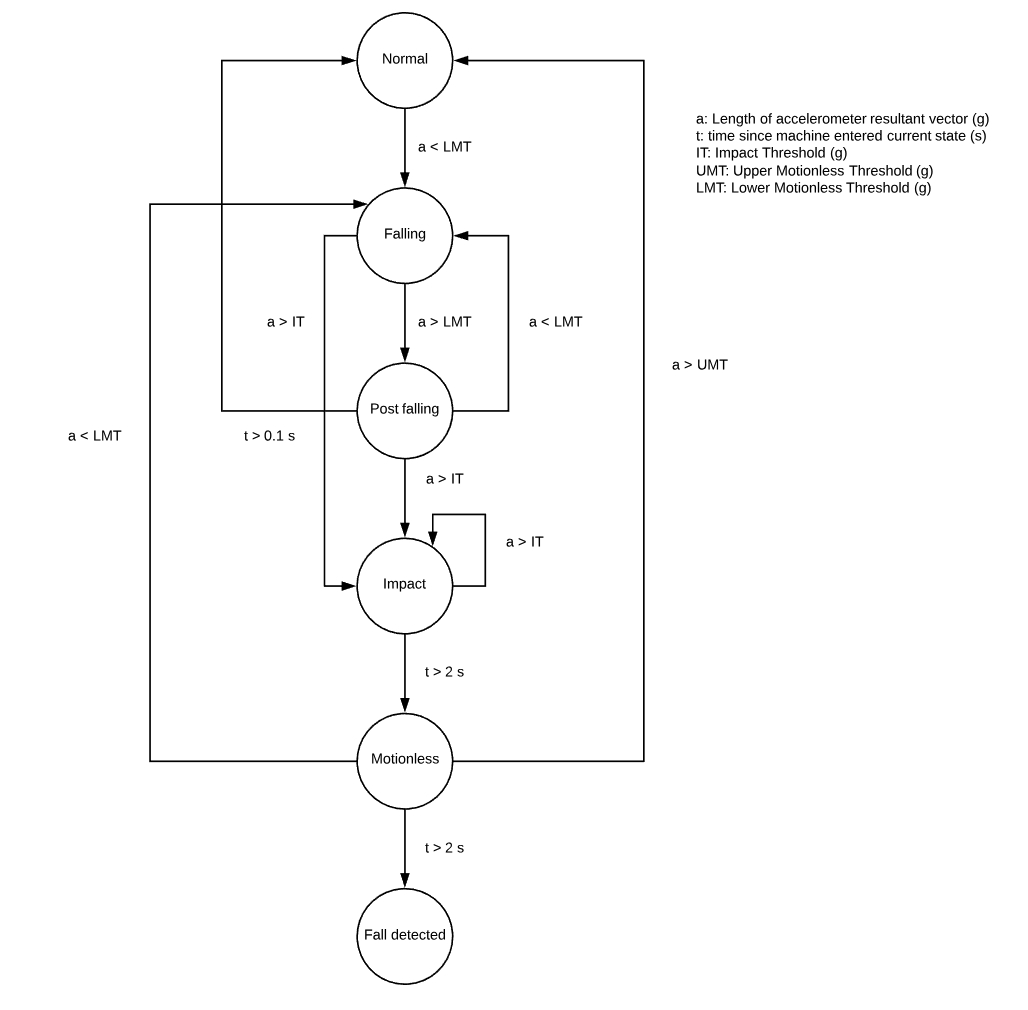 Normal
a: Length of accelerometer resultant vector (g)
t: time since machine entered current state (s)
IT: Impact Threshold (g)
UMT: Upper Motionless Threshold (g)
LMT: Lower Motionless Threshold (g)
a < LMT
Falling
a > IT
a > LMT
a < LMT
a > UMT
Post falling
a < LMT
t > 0.1 s
a > IT
a > IT
Impact
t > 2 s
Motionless
t > 2 s
Fall detected